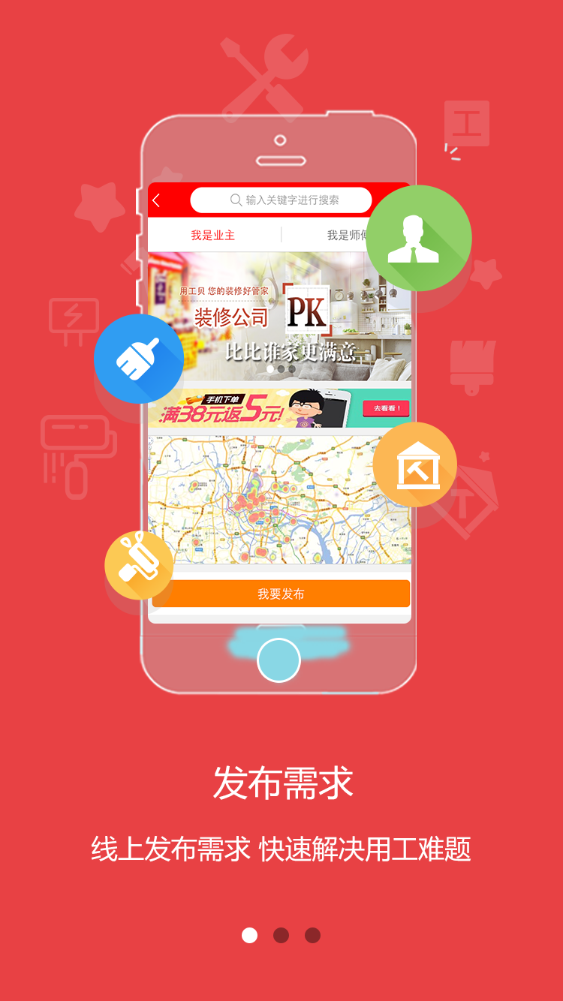 工
输入关键字进行搜索
我是业主
我是师傅
用工贝 您的装修好管家
装修公司
PK
比比谁家更满意
手机下单
满38元返5元!
去看看!
我要发布
发布需求
线上发布需求 快速解决用工难题